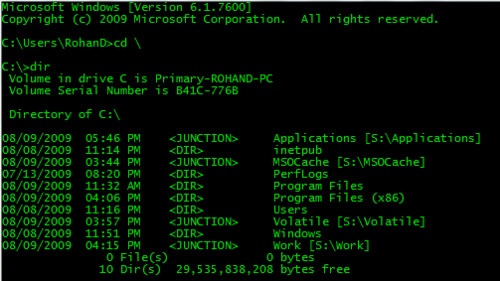 Microsoft Windows [Version 6.1.7600]
Copyright (c) 2009 Microsoft Corporation.  All rights reserved.
C:\Users\RohanD>cd \
C:\>dir
 Volume in drive C is Primary-ROHAND-PC
 Volume Serial Number is B41C-776B
 Directory of C:\
08/09/2009  05:46 PM    <JUNCTION>     Applications [S:\Applications]
08/08/2009  11:14 PM    <DIR>          inetpub
08/09/2009  03:44 PM    <JUNCTION>     MSOCache [S:\MSOCache]
07/13/2009  08:20 PM    <DIR>          PerfLogs
08/09/2009  11:32 AM    <DIR>          Program Files
08/09/2009  04:06 PM    <DIR>          Program Files (x86)
08/08/2009  11:16 PM    <DIR>          Users
08/09/2009  03:57 PM    <JUNCTION>     Volatile [S:\Volatile]
08/08/2009  11:51 PM    <DIR>          Windows
08/09/2009  04:15 PM    <JUNCTION>     Work [S:\Work]
               0 File(s)              0 bytes
              10 Dir(s)  29,535,838,208 bytes free